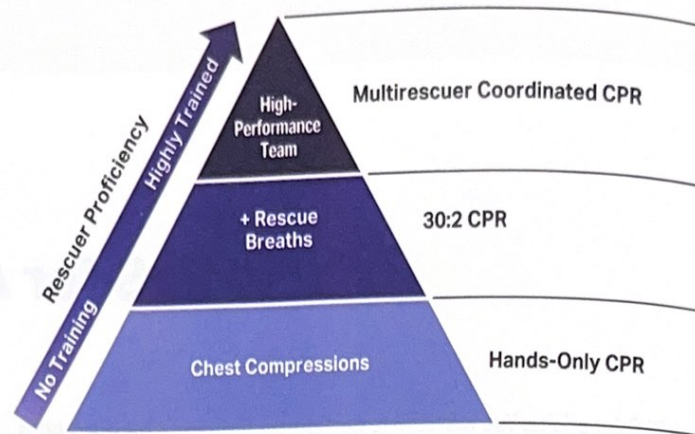 Rescuer Proficiency
No Training
Highly Trained
High-
Performance
Team
Multirescuer Coordinated CPR
+ Rescue
Breaths
30:2 CPR
Chest Compressions
Hands-Only CPR